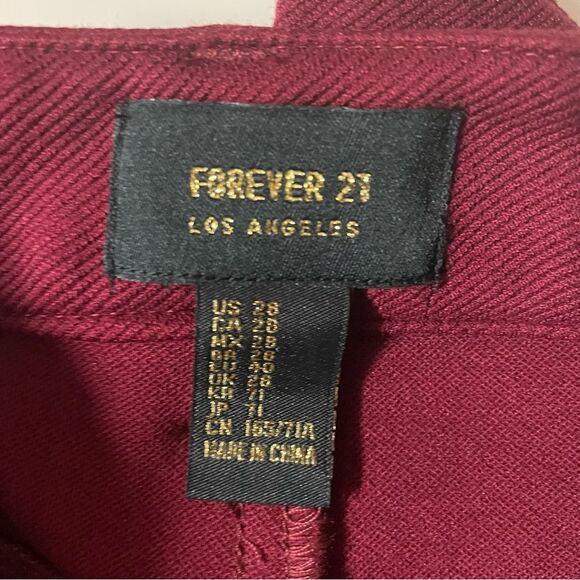 FOREVER 21
LOS ANGELES
US 28
CA 28
MX 28
BR 28
EU 40
UK 28
KR 71
JP 71
CN 165/71A
MADE IN CHINA